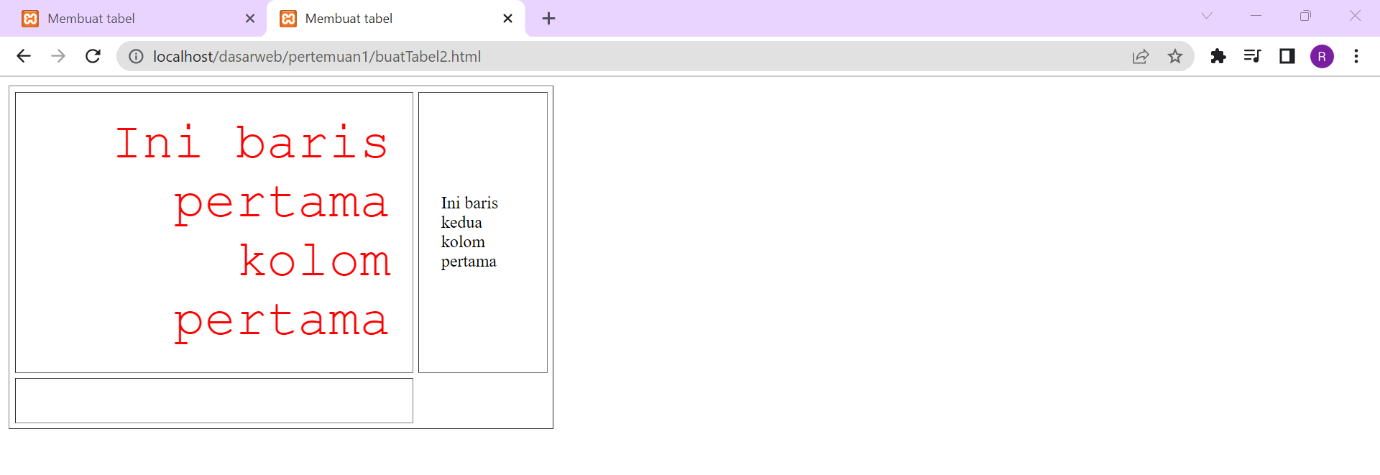 Membuat tabel
Membuat tabel
localhost/dasarweb/pertemuan1/buatTabel2.html
R
Ini baris
pertama
kolom
pertama
Ini baris
kedua
kolom
pertama